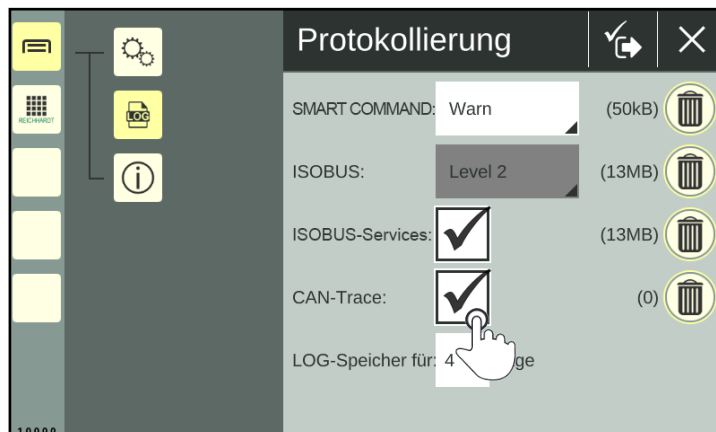 Protokollierung
REICHHARDT
LOG
SMART COMMAND: Warn (50kB)
ISOBUS: Level 2 (13MB)
ISOBUS-Services: (13MB)
CAN-Trace: (0)
LOG-Speicher für: 4